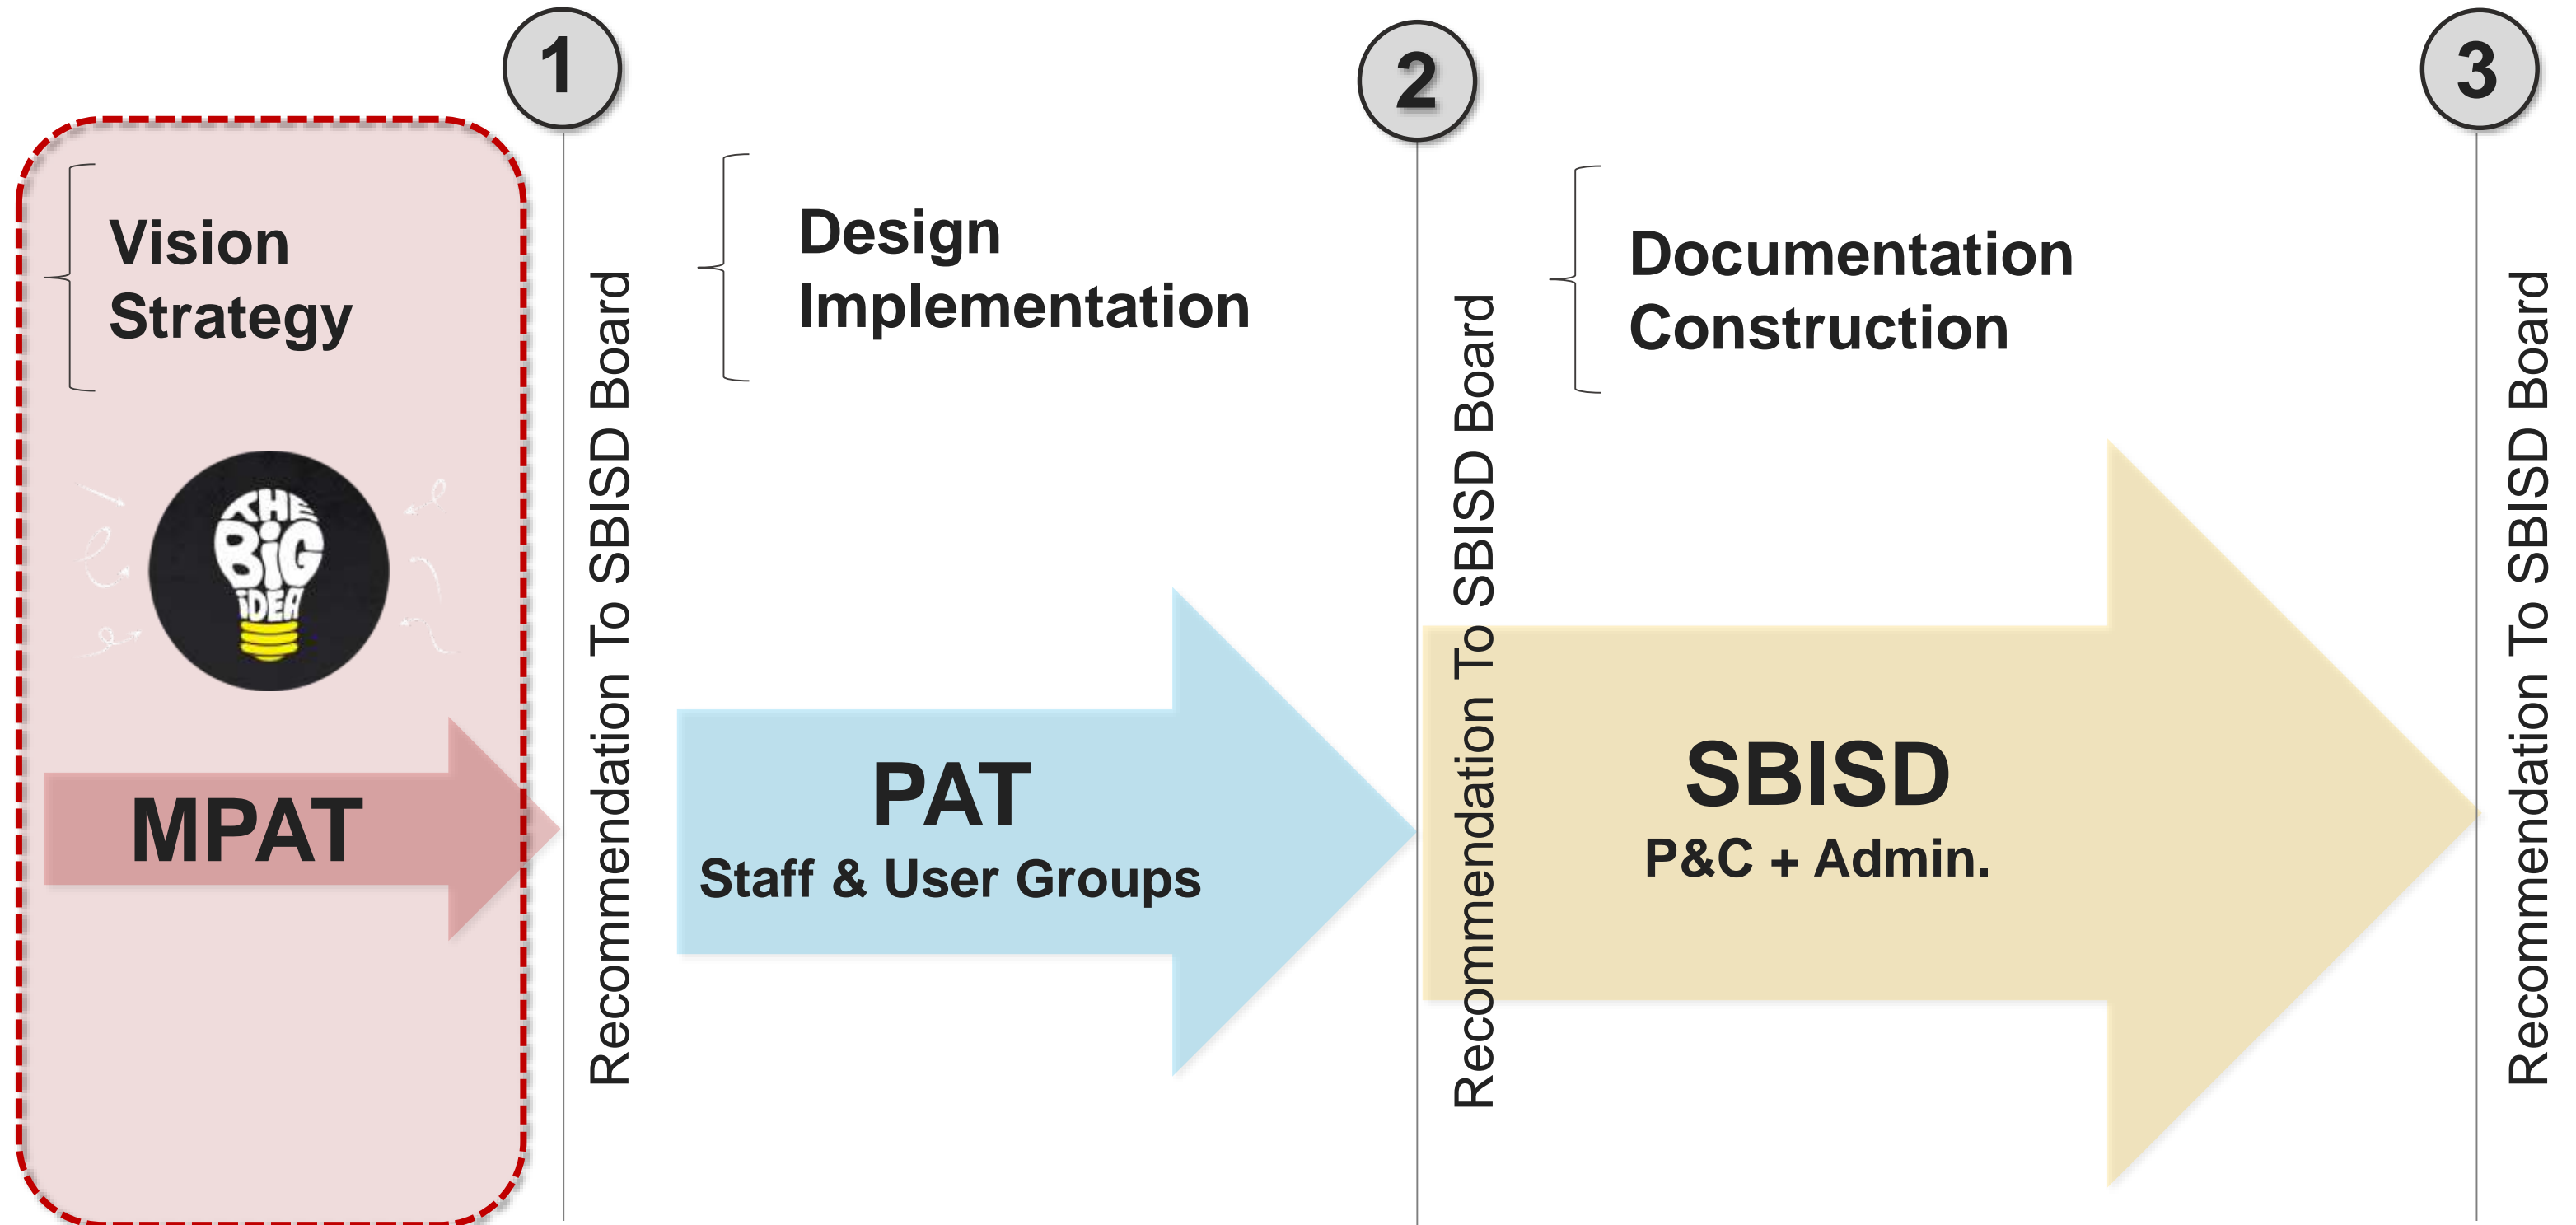 1
2
3
Vision
Strategy
THE
BiG
iDEA
MPAT
Recommendation To SBISD Board
Design
Implementation
PAT
Staff & User Groups
Recommendation To SBISD Board
Documentation
Construction
SBISD
P&C + Admin.
Recommendation To SBISD Board